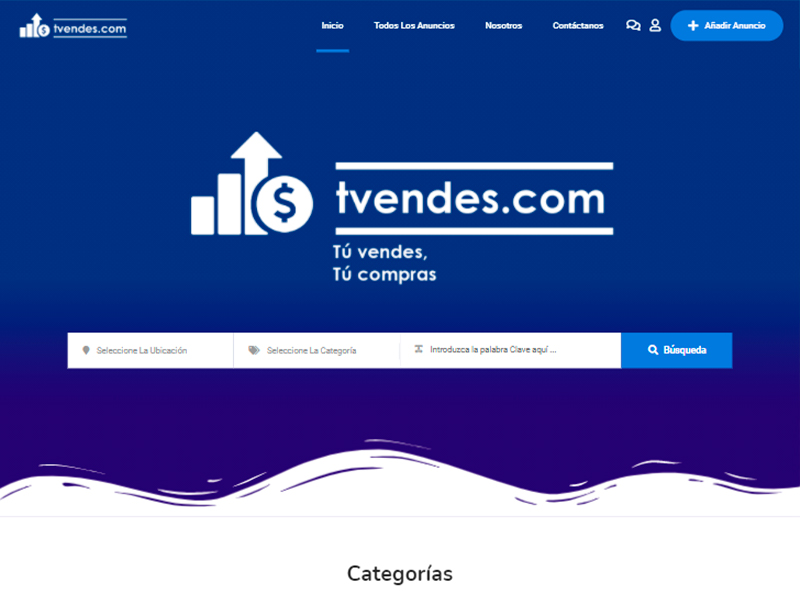 tvendes.com
Inicio
Todos Los Anuncios
Nosotros
Contáctanos
Añadir Anuncio
$
tvendes.com
Tú vendes,
Tú compras
Seleccione La Ubicación
Seleccione La Categoría
Introduzca la palabra Clave aquí ...
Búsqueda
Categorías